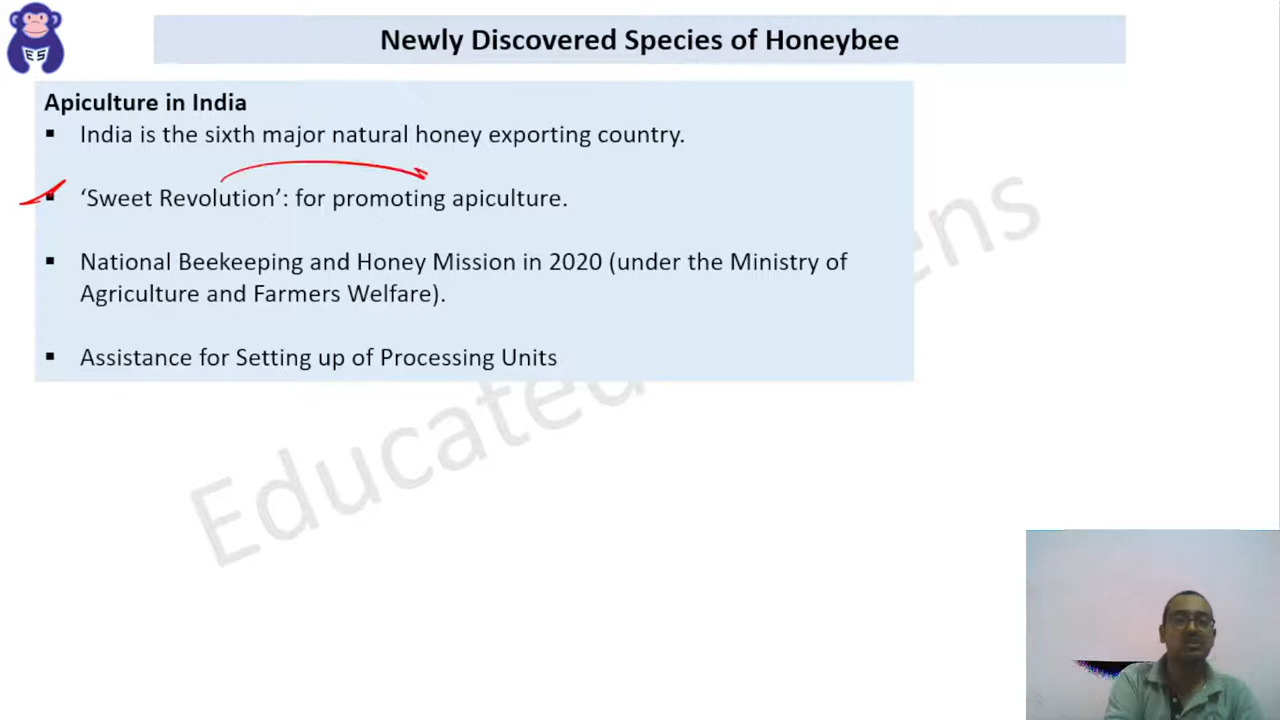 Newly Discovered Species of Honeybee
Apiculture in India
▪ India is the sixth major natural honey exporting country.
▪ ‘Sweet Revolution’: for promoting apiculture.
▪ National Beekeeping and Honey Mission in 2020 (under the Ministry of
Agriculture and Farmers Welfare).
▪ Assistance for Setting up of Processing Units
Educated
ens